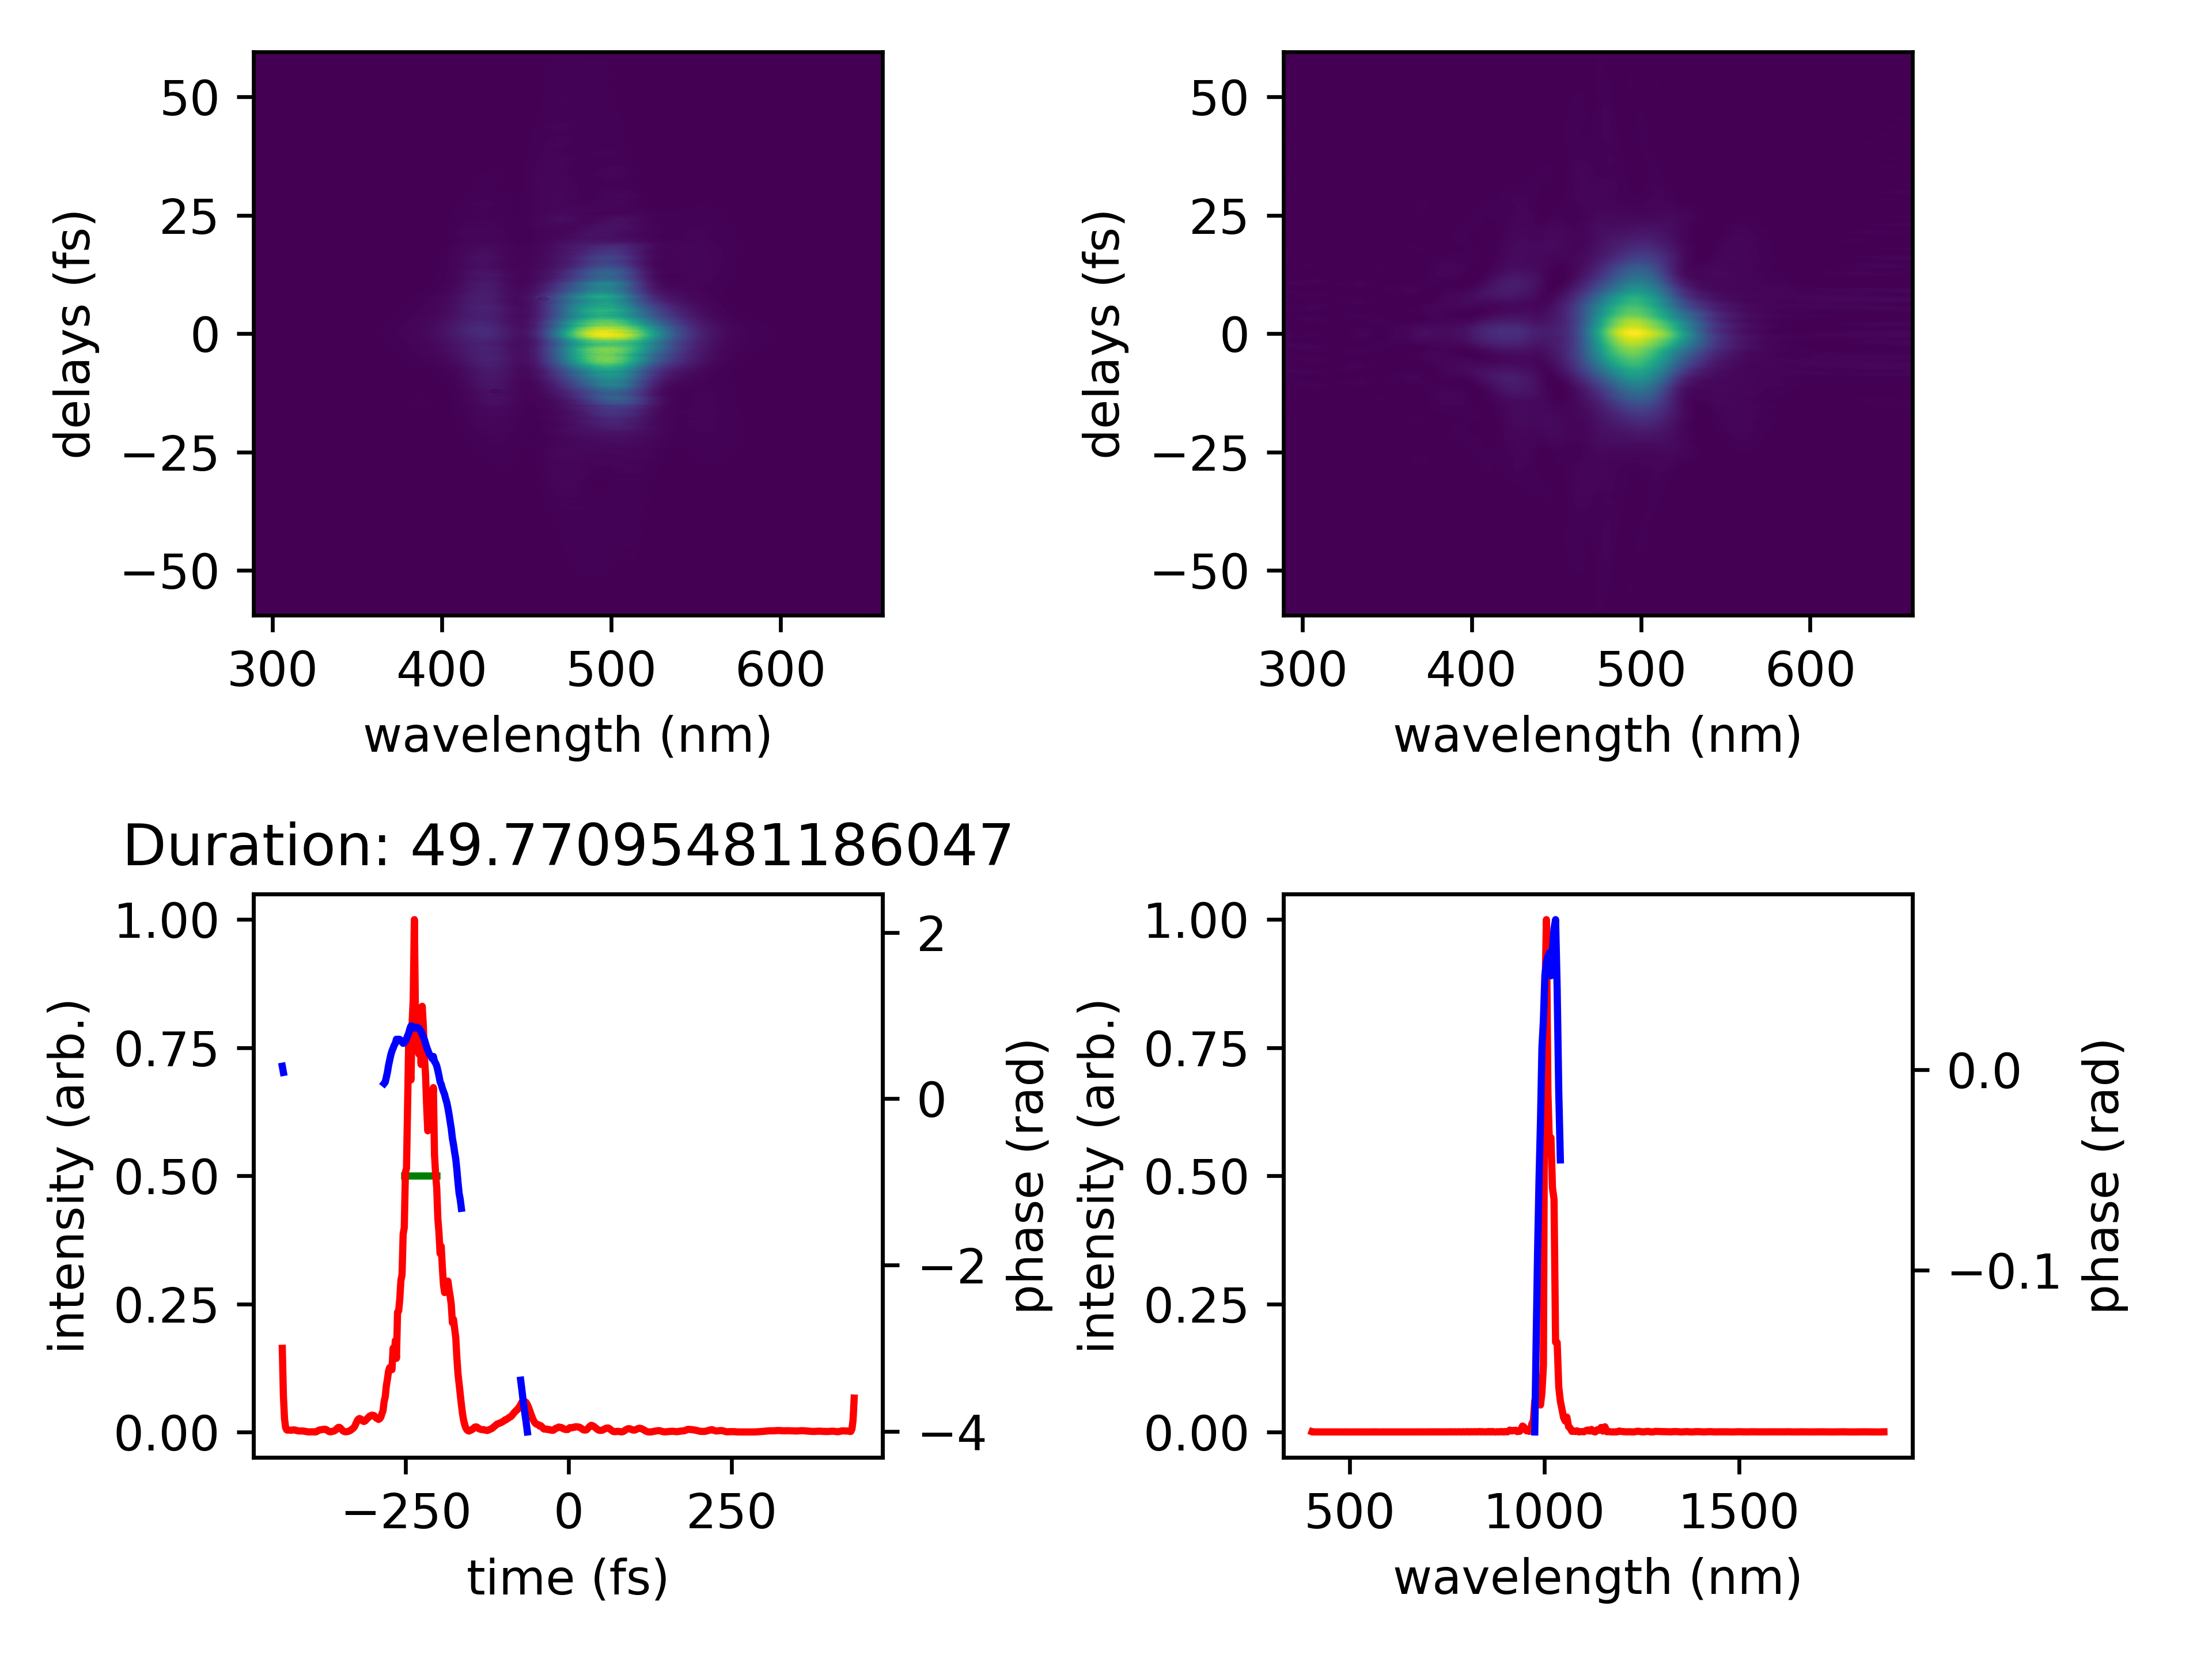 50
25
0
−25
−50
delays (fs)
300 400 500 600
wavelength (nm)
50
25
0
−25
−50
delays (fs)
300 400 500 600
wavelength (nm)
Duration: 49.77095481186047
1.00
0.75
0.50
0.25
0.00
intensity (arb.)
2
0
−2
−4
phase (rad)
−250 0 250
time (fs)
1.00
0.75
0.50
0.25
0.00
intensity (arb.)
0.0
−0.1
phase (rad)
500 1000 1500
wavelength (nm)